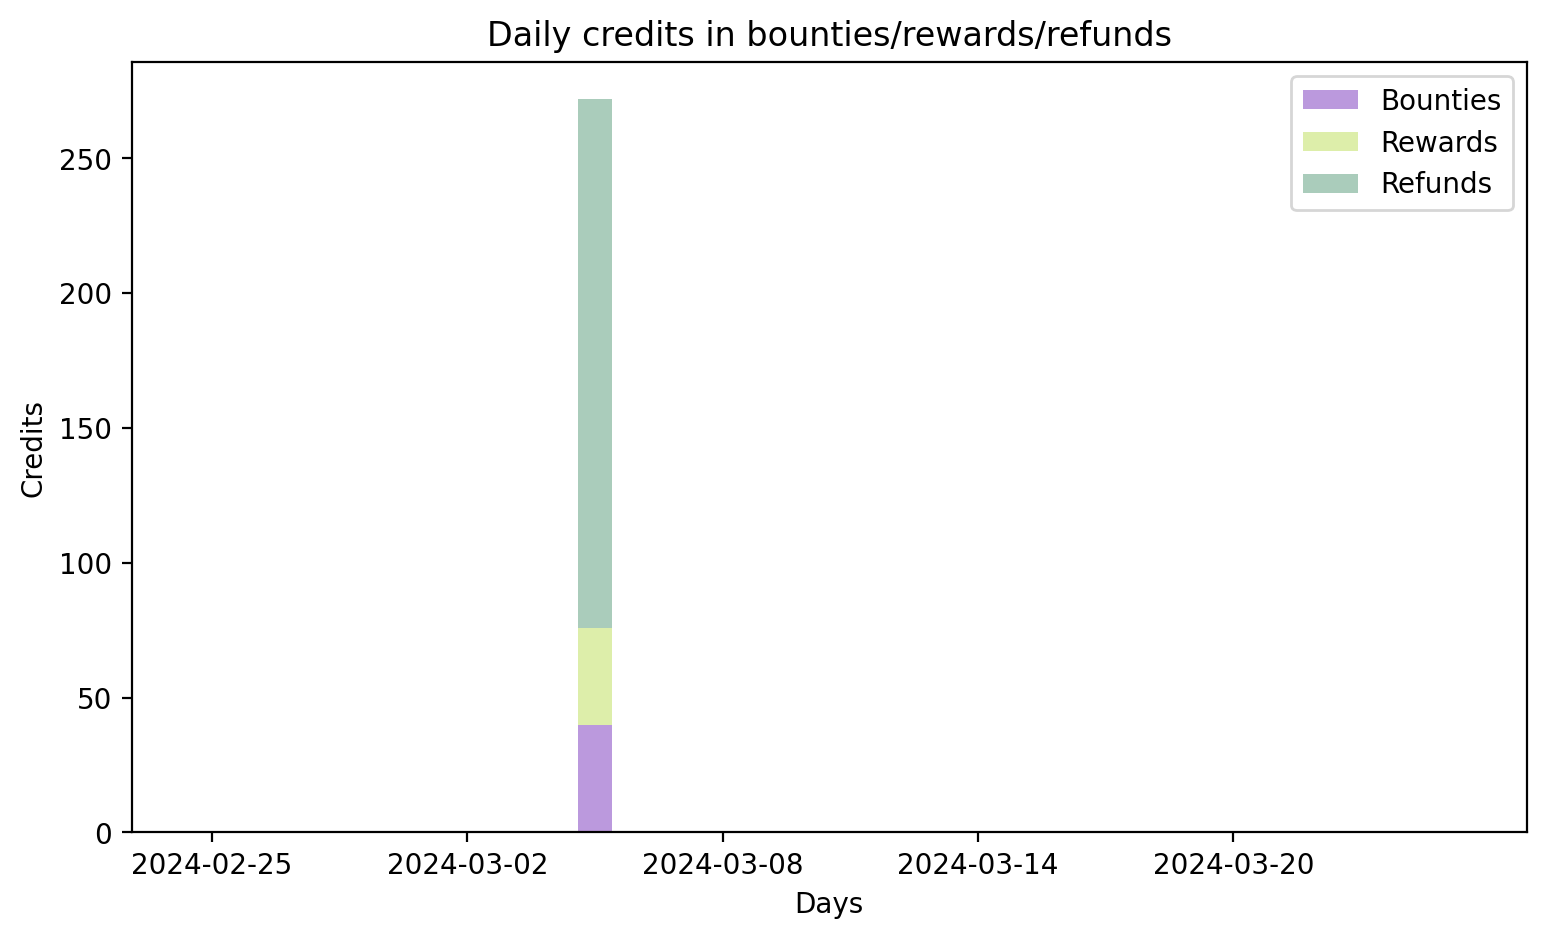 Daily credits in bounties/rewards/refunds
Bounties
Rewards
Refunds
Credits
250
200
150
100
50
0
2024-02-25 2024-03-02 2024-03-08 2024-03-14 2024-03-20
Days